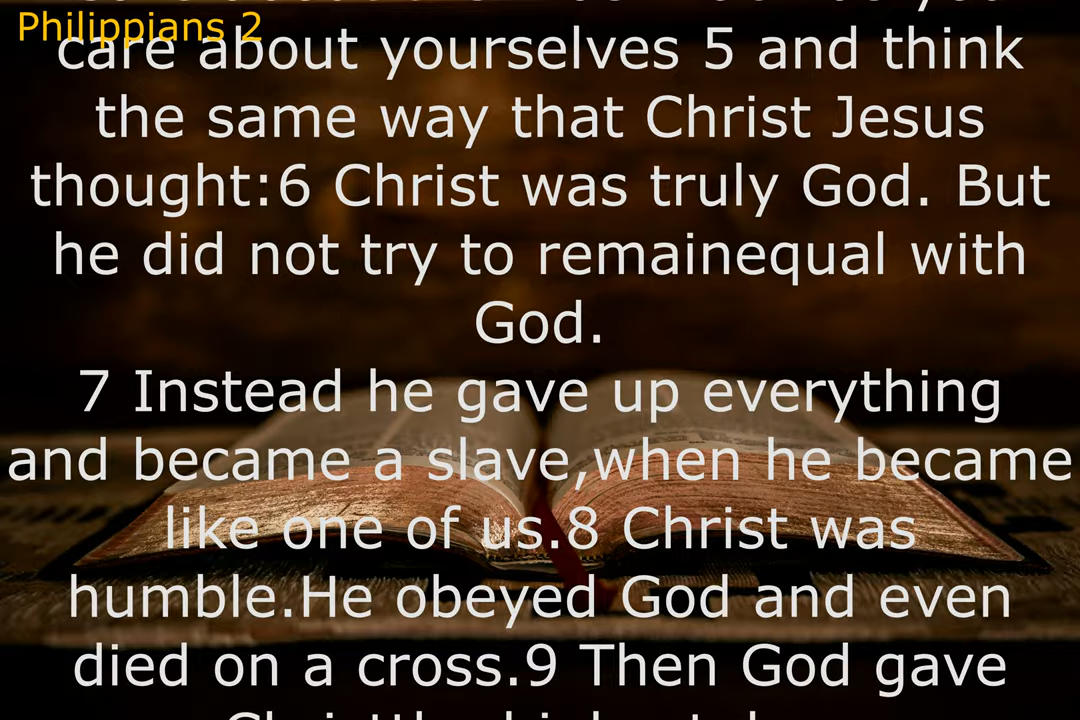 Philippians 2
care about yourselves 5 and think
the same way that Christ Jesus
thought:6 Christ was truly God. But
he did not try to remainequal with
God.
7 Instead he gave up everything
and became a slave,when he became
like one of us.8 Christ was
humble.He obeyed God and even
died on a cross.9 Then God gave